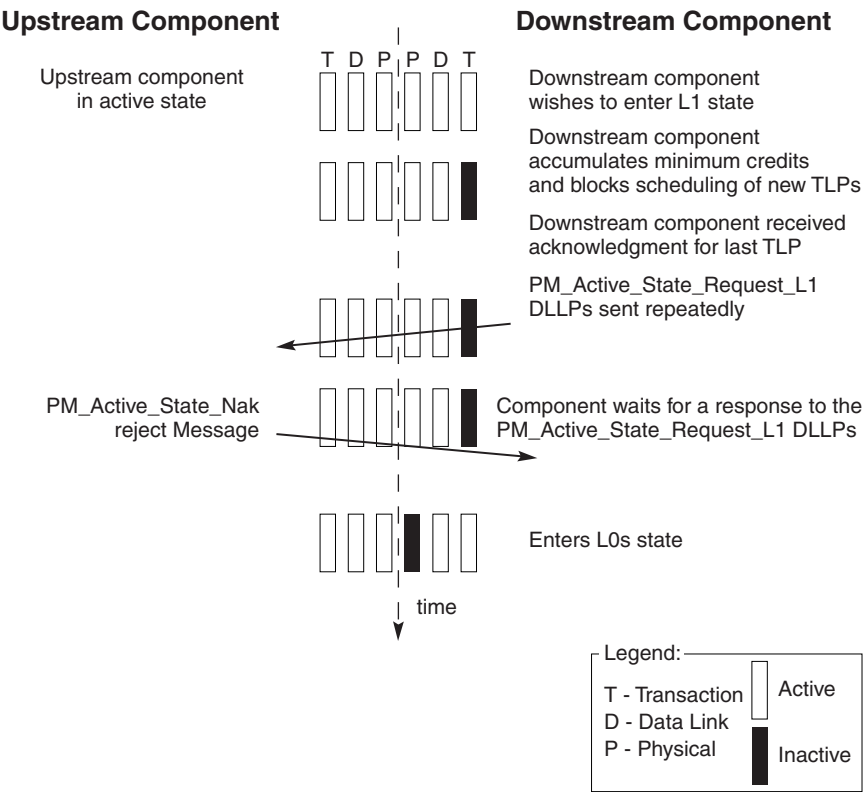 Upstream Component
Downstream Component
T D P P D T
Upstream component
in active state
Downstream component
wishes to enter L1 state
Downstream component
accumulates minimum credits
and blocks scheduling of new TLPs
Downstream component received
acknowledgment for last TLP
PM_Active_State_Request_L1
DLLPs sent repeatedly
PM_Active_State_Nak
reject Message
Component waits for a response to the
PM_Active_State_Request_L1 DLLPs
Enters L0s state
time
Legend:
T - Transaction
D - Data Link
P - Physical
Active
Inactive